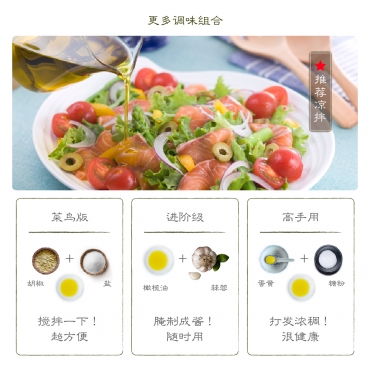 更多调味组合
推荐凉拌
菜鸟版
+
胡椒
盐
搅拌一下！
超方便
进阶级
+
橄榄油
蒜蓉
腌制成酱！
随时用
高手用
+
蛋黄
糖粉
打发浓稠！
很健康